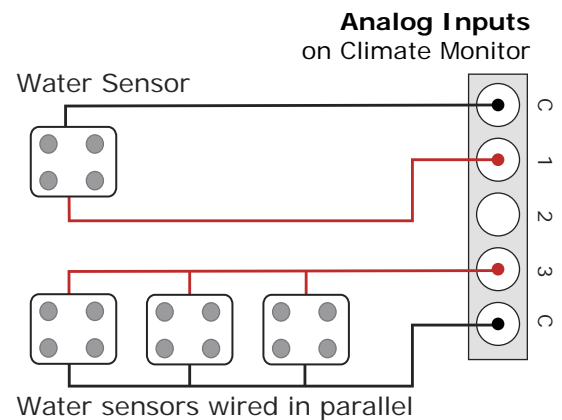 Analog Inputs
on Climate Monitor
Water Sensor
C
1
2
3
C
Water sensors wired in parallel